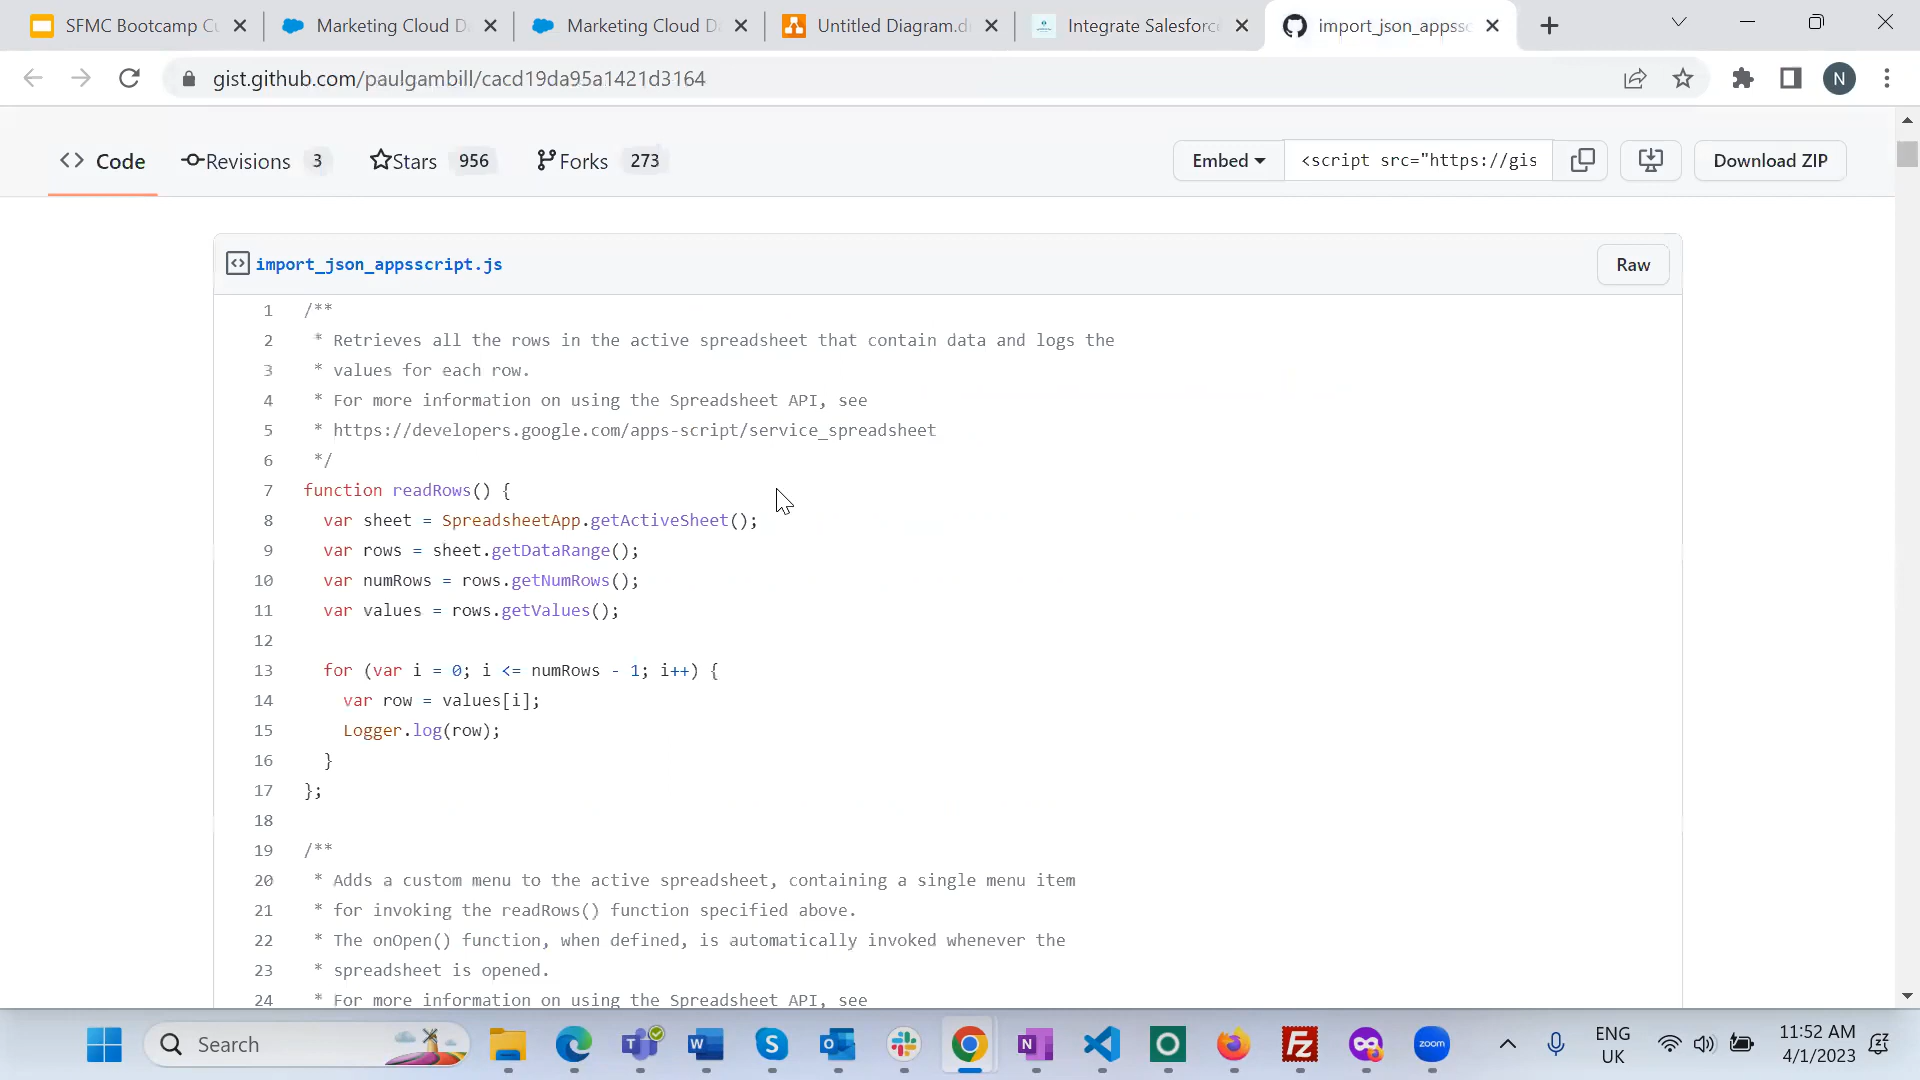 SFMC Bootcamp Cu
Marketing Cloud D
Marketing Cloud D
Untitled Diagram.d
Integrate Salesforc
import_json_appssc
gist.github.com/paulgambill/cacd19da95a1421d3164
N
Code
Revisions 3
Stars 956
Forks 273
Embed
<script src="https://gis
Download ZIP
import_json_appsscript.js
Raw
1 /**
2 * Retrieves all the rows in the active spreadsheet that contain data and logs the
3 * values for each row.
4 * For more information on using the Spreadsheet API, see
5 * https://developers.google.com/apps-script/service_spreadsheet
6 */
7 function readRows() {
8 var sheet = SpreadsheetApp.getActiveSheet();
9 var rows = sheet.getDataRange();
10 var numRows = rows.getNumRows();
11 var values = rows.getValues();
12
13 for (var i = 0; i <= numRows - 1; i++) {
14 var row = values[i];
15 Logger.log(row);
16 }
17 };
18
19 /**
20 * Adds a custom menu to the active spreadsheet, containing a single menu item
21 * for invoking the readRows() function specified above.
22 * The onOpen() function, when defined, is automatically invoked whenever the
23 * spreadsheet is opened.
24 * For more information on using the Spreadsheet API, see
Search
zoom
ENG
UK
11:52 AM
4/1/2023